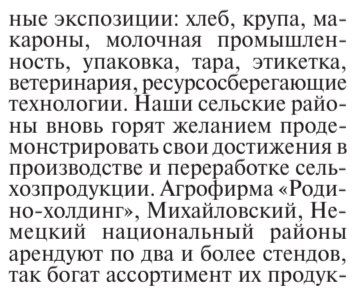 ные экспозиции: хлеб, крупа, ма-
кароны, молочная промышлен-
ность, упаковка, тара, этикетка,
ветеринария, ресурсосберегающие
технологии. Наши сельские райо-
ны вновь горят желанием проде-
монстрировать свои достижения в
производстве и переработке сель-
хозпродукции. Агрофирма «Роди-
но-холдинг», Михайловский, Не-
мецкий национальный районы
арендуют по два и более стендов,
так богат ассортимент их продук-